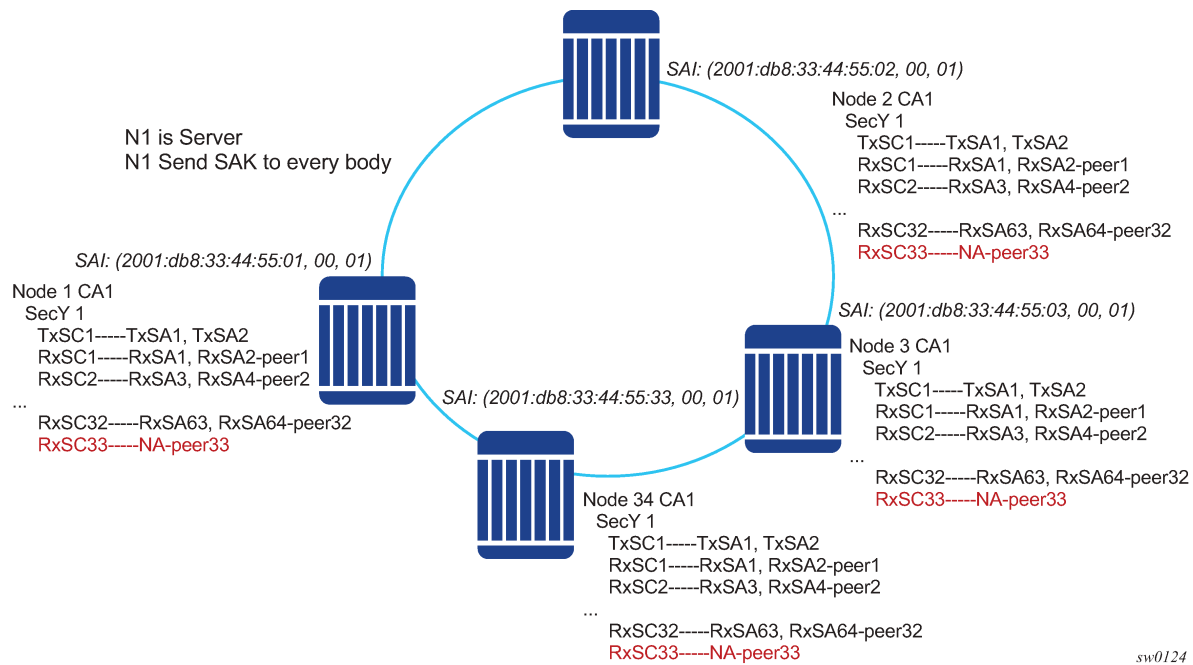 SAI: (2001:db8:33:44:55:02, 00, 01)
Node 2 CA1
SecY 1
TxSC1-----TxSA1, TxSA2
RxSC1-----RxSA1, RxSA2-peer1
RxSC2-----RxSA3, RxSA4-peer2
...
RxSC32-----RxSA63, RxSA64-peer32
RxSC33-----NA-peer33
N1 is Server
N1 Send SAK to every body
SAI: (2001:db8:33:44:55:01, 00, 01)
Node 1 CA1
SecY 1
TxSC1-----TxSA1, TxSA2
RxSC1-----RxSA1, RxSA2-peer1
RxSC2-----RxSA3, RxSA4-peer2
...
RxSC32-----RxSA63, RxSA64-peer32
RxSC33-----NA-peer33
SAI: (2001:db8:33:44:55:03, 00, 01)
Node 3 CA1
SecY 1
TxSC1-----TxSA1, TxSA2
RxSC1-----RxSA1, RxSA2-peer1
RxSC2-----RxSA3, RxSA4-peer2
...
RxSC32-----RxSA63, RxSA64-peer32
RxSC33-----NA-peer33
SAI: (2001:db8:33:44:55:33, 00, 01)
Node 34 CA1
SecY 1
TxSC1-----TxSA1, TxSA2
RxSC1-----RxSA1, RxSA2-peer1
RxSC2-----RxSA3, RxSA4-peer2
...
RxSC32-----RxSA63, RxSA64-peer32
RxSC33-----NA-peer33
sw0124